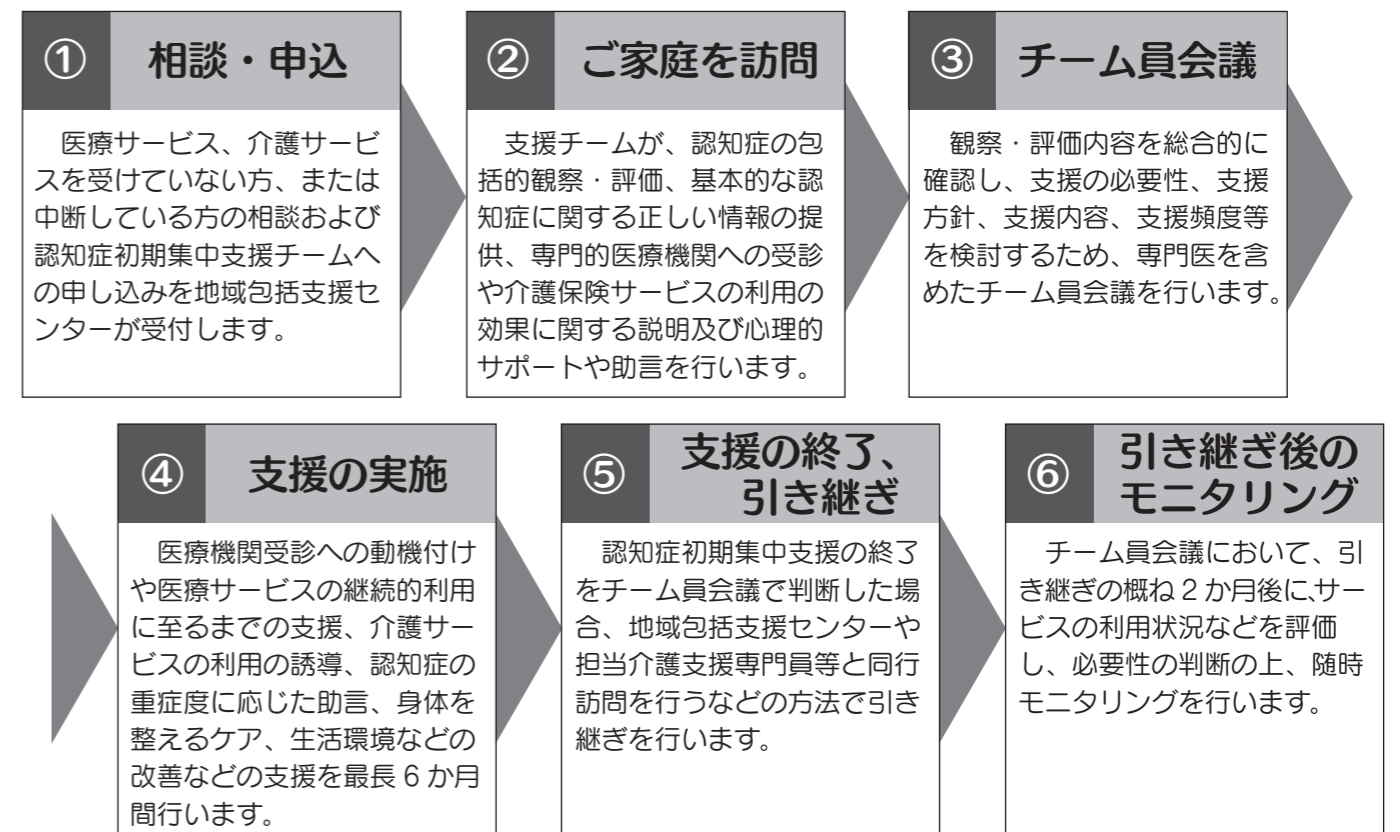 ① 相談・申込
医療サービス、介護サービ
スを受けていない方、または
中断している方の相談および
認知症初期集中支援チームへ
の申し込みを地域包括支援セ
ンターが受付します。
② ご家庭を訪問
支援チームが、認知症の包
括的観察・評価、基本的な認
知症に関する正しい情報の提
供、専門的医療機関への受診
や介護保険サービスの利用の
効果に関する説明及び心理的
サポートや助言を行います。
③ チーム員会議
観察・評価内容を総合的に
確認し、支援の必要性、支援
方針、支援内容、支援頻度等
を検討するため、専門医を含
めたチーム員会議を行います。
④ 支援の実施
医療機関受診への動機付け
や医療サービスの継続的利用
に至るまでの支援、介護サー
ビスの利用の誘導、認知症の
重症度に応じた助言、身体を
整えるケア、生活環境などの
改善などの支援を最長6か月
間行います。
⑤ 支援の終了、
引き継ぎ
認知症初期集中支援の終了
をチーム員会議で判断した場
合、地域包括支援センターや
担当介護支援専門員等と同行
訪問を行うなどの方法で引き
継ぎを行います。
⑥ 引き継ぎ後の
モニタリング
チーム員会議において、引
き継ぎの概ね2か月後に、サー
ビスの利用状況などを評価
し、必要性の判断の上、随時
モニタリングを行います。